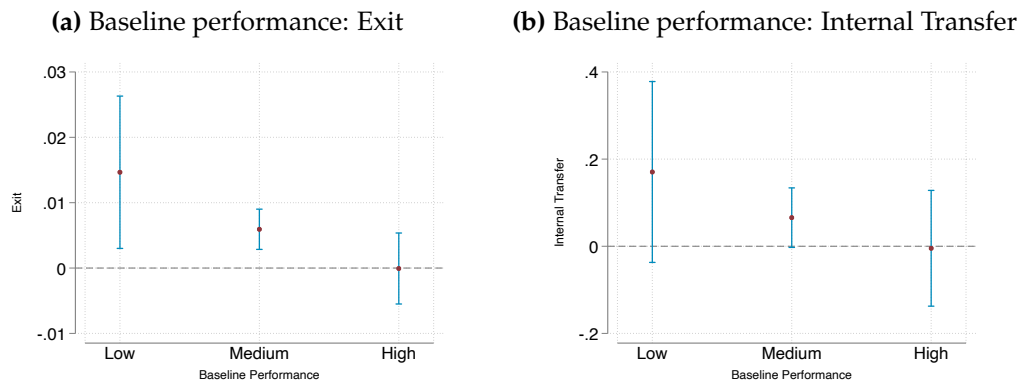 (a) Baseline performance: Exit
.03
.02
.01
0
-.01
Exit
Low Medium High
Baseline Performance
(b) Baseline performance: Internal Transfer
.4
.2
0
-.2
Internal Transfer
Low Medium High
Baseline Performance